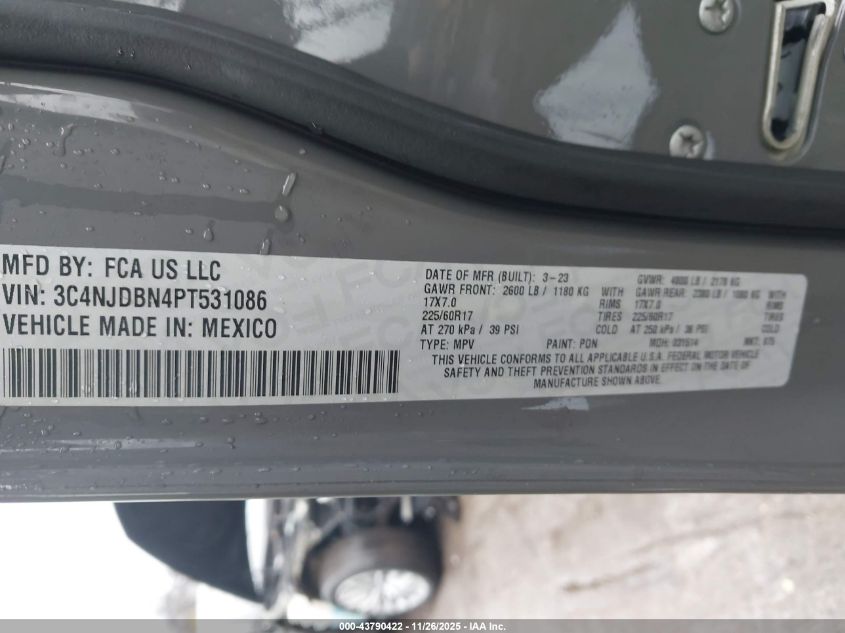 MFD BY: FCA US LLC
VIN: 3C4NJDBN4PT531086
VEHICLE MADE IN: MEXICO
DATE OF MFR (BUILT): 3-23 GVWR: 4800 LB / 2178 KG
GAWR FRONT: 2600 LB / 1180 KG WITH GAWR REAR: 2380 LB / 1080 KG WITH
17X7.0 RIMS 17X7.0 RIMS
225/60R17 TIRES 225/60R17 TIRES
AT 270 kPa / 39 PSI COLD AT 250 kPa / 36 PSI COLD
TYPE: MPV PAINT: PDN MDH: MKT:
THIS VEHICLE CONFORMS TO ALL APPLICABLE U.S.A. FEDERAL MOTOR VEHICLE
SAFETY AND THEFT PREVENTION STANDARDS IN EFFECT ON THE DATE OF
MANUFACTURE SHOWN ABOVE.
000-43790422 • 11/26/2025 • IAA Inc.